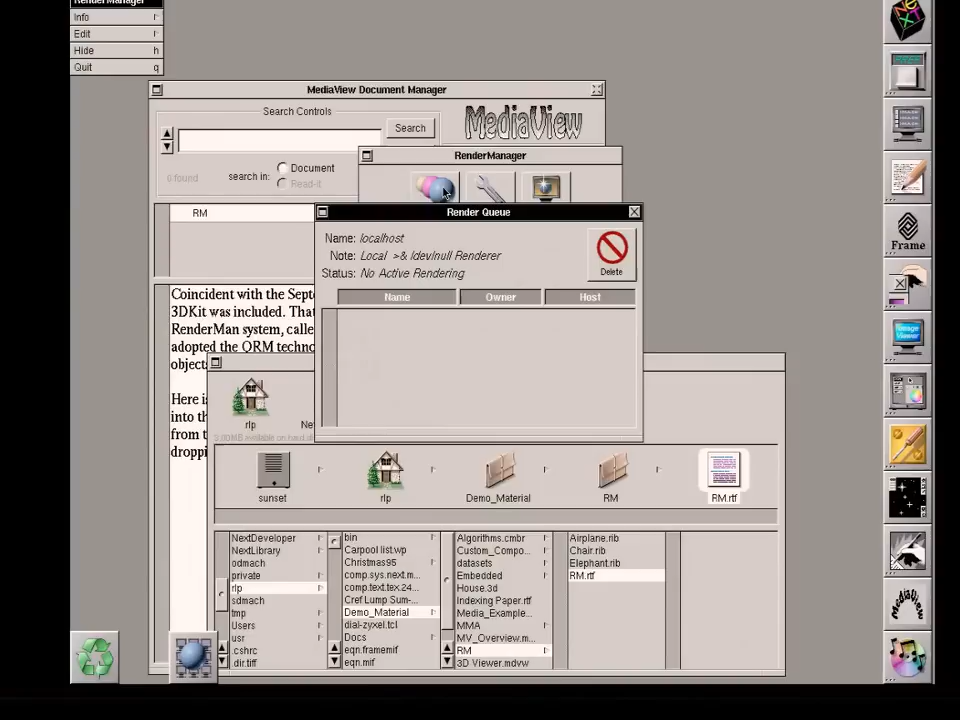 RenderManager
Info
Edit
Hide h
Quit q
NeXT
MediaView Document Manager
Search Controls
Search
MediaView
search in:
Document
Read-it
6 found
RenderManager
RM
Render Queue
Name: localhost
Note: Local >& /dev/null Renderer
Status: No Active Rendering
Delete
Name Owner Host
Coincident with the Sept
3DKit was included. That
RenderMan system, calle
adopted the QRM techno
objects
Here is
into th
from t
droppi
rlp
Ne
sunset
rlp
Demo_Material
RM
RM.rtf
NextDeveloper
NextLibrary
odmach
private
rlp
sdmach
tmp
Users
usr
.cshrc
.dir.tiff
bin
Carpool list.wp
Christmas95
comp.sys.next.m...
comp.text.tex.24...
Cref Lump Sum-...
Demo_Material
dial-zyxel.tcl
Docs
eqn.framemif
eqn.mif
Algorithms.cmbr
Custom_Compo...
datasets
Embedded
House.3d
Indexing Paper.rtf
Media_Example...
MMA
MV_Overview.m...
RM
3D Viewer.mdvw
Airplane.rib
Chair.rib
Elephant.rib
RM.rtf
Frame
Image
Viewer
MediaView